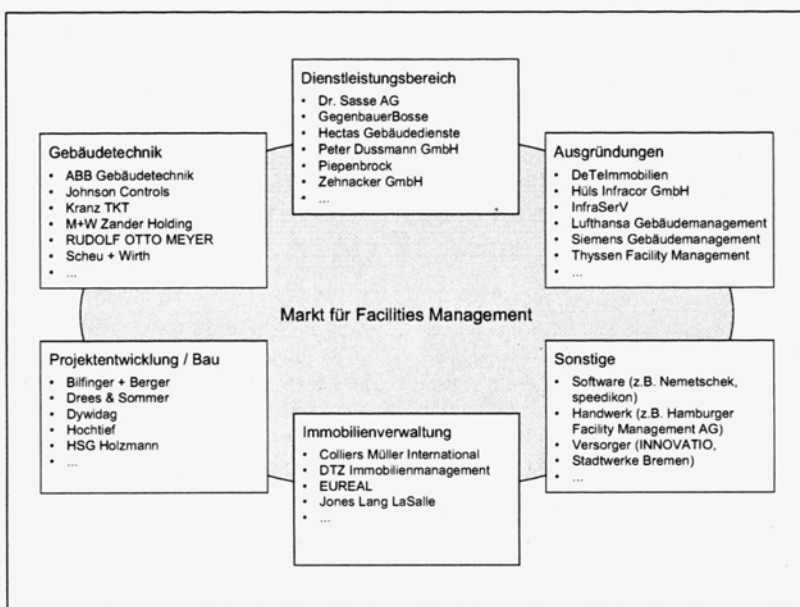 Dienstleistungsbereich
• Dr. Sasse AG
• GegenbauerBosse
• Hectas Gebäudedienste
• Peter Dussmann GmbH
• Piepenbrock
• Zehnacker GmbH
• ...
Gebäudetechnik
• ABB Gebäudetechnik
• Johnson Controls
• Kranz TKT
• M+W Zander Holding
• RUDOLF OTTO MEYER
• Scheu + Wirth
• ...
Ausgründungen
• DeTeImmobilien
• Hüls Infracor GmbH
• InfraSerV
• Lufthansa Gebäudemanagement
• Siemens Gebäudemanagement
• Thyssen Facility Management
• ...
Markt für Facilities Management
Projektentwicklung / Bau
• Bilfinger + Berger
• Drees & Sommer
• Dywidag
• Hochtief
• HSG Holzmann
• ...
Immobilienverwaltung
• Colliers Müller International
• DTZ Immobilienmanagement
• EUREAL
• Jones Lang LaSalle
• ...
Sonstige
• Software (z.B. Nemetschek,
speedikon)
• Handwerk (z.B. Hamburger
Facility Management AG)
• Versorger (INNOVATIO,
• Stadtwerke Bremen)
• ...